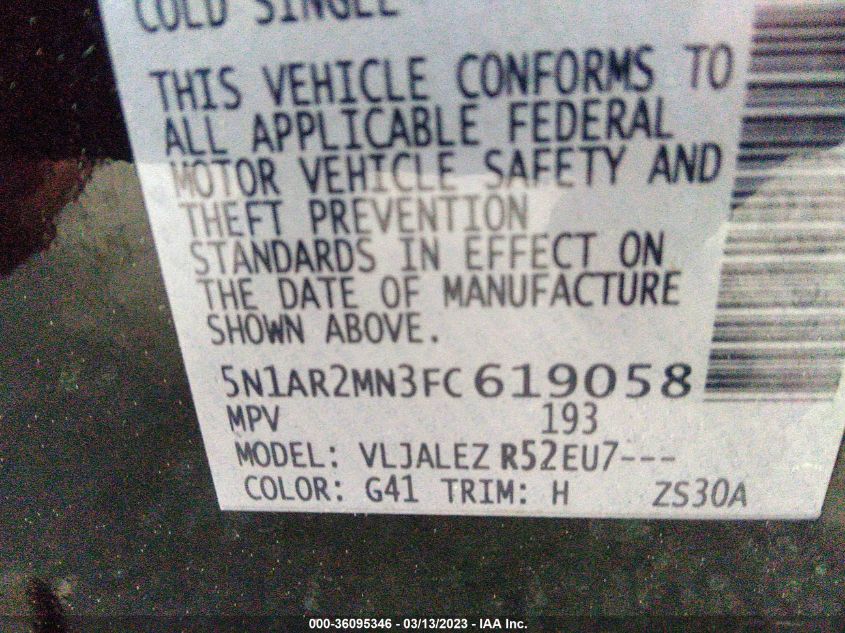 COLD SINGLE
THIS VEHICLE CONFORMS TO
ALL APPLICABLE FEDERAL
MOTOR VEHICLE SAFETY AND
THEFT PREVENTION
STANDARDS IN EFFECT ON
THE DATE OF MANUFACTURE
SHOWN ABOVE.
5N1AR2MN3FC619058
MPV 193
MODEL: VLJALEZ R52EU7---
COLOR: G41 TRIM: H ZS30A
000-36095346 - 03/13/2023 - IAA Inc.